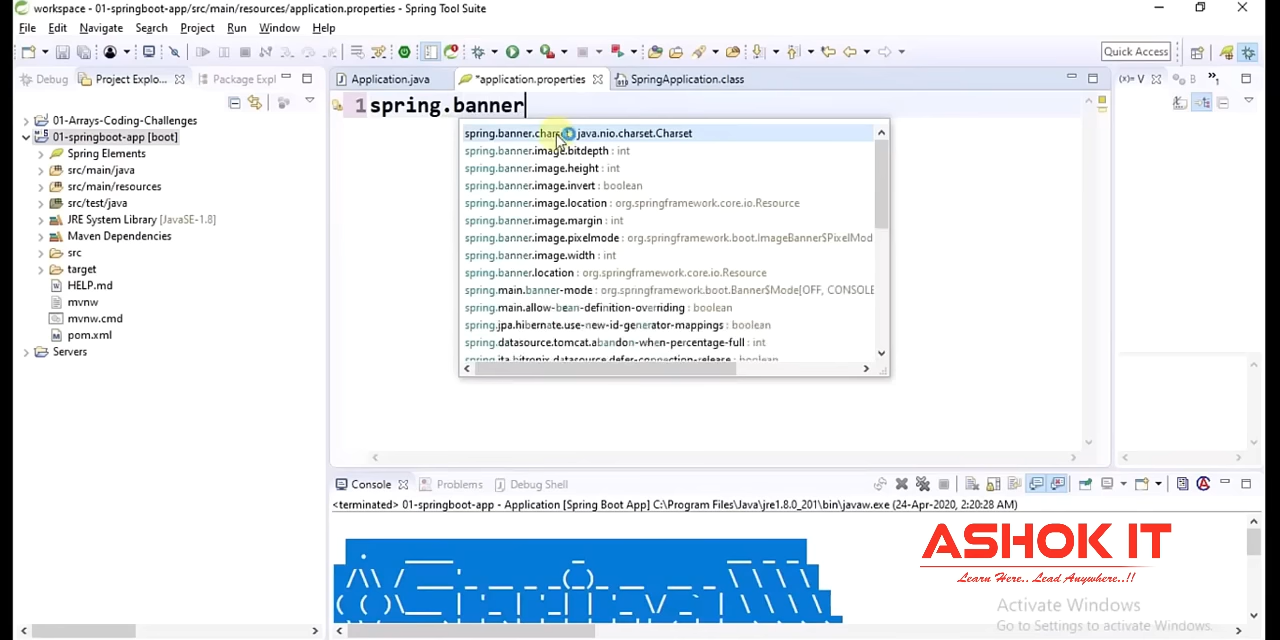 workspace - 01-springboot-app/src/main/resources/application.properties - Spring Tool Suite
File Edit Navigate Search Project Run Window Help
Quick Access
Debug Project Explo... Package Expl
Application.java *application.properties SpringApplication.class
(x)= V B
1 spring.banner
spring.banner.charset : java.nio.charset.Charset
spring.banner.image.bitdepth : int
spring.banner.image.height : int
spring.banner.image.invert : boolean
spring.banner.image.location : org.springframework.core.io.Resource
spring.banner.image.margin : int
spring.banner.image.pixelmode : org.springframework.boot.ImageBanner$PixelMod
spring.banner.image.width : int
spring.banner.location : org.springframework.core.io.Resource
spring.main.banner-mode : org.springframework.boot.Banner$Mode[OFF, CONSOLE
spring.main.allow-bean-definition-overriding : boolean
spring.jpa.hibernate.use-new-id-generator-mappings : boolean
spring.datasource.tomcat.abandon-when-percentage-full : int
spring.jta.bitronix.datasource.defer-connection-release : boolean
01-Arrays-Coding-Challenges
01-springboot-app [boot]
Spring Elements
src/main/java
src/main/resources
src/test/java
JRE System Library [JavaSE-1.8]
Maven Dependencies
src
target
HELP.md
mvnw
mvnw.cmd
pom.xml
Servers
Console Problems Debug Shell
<terminated> 01-springboot-app - Application [Spring Boot App] C:\Program Files\Java\jre1.8.0_201\bin\javaw.exe (24-Apr-2020, 2:20:28 AM)
ASHOK IT
Learn Here.. Lead Anywhere..!!
Activate Windows
Go to Settings to activate Windows.